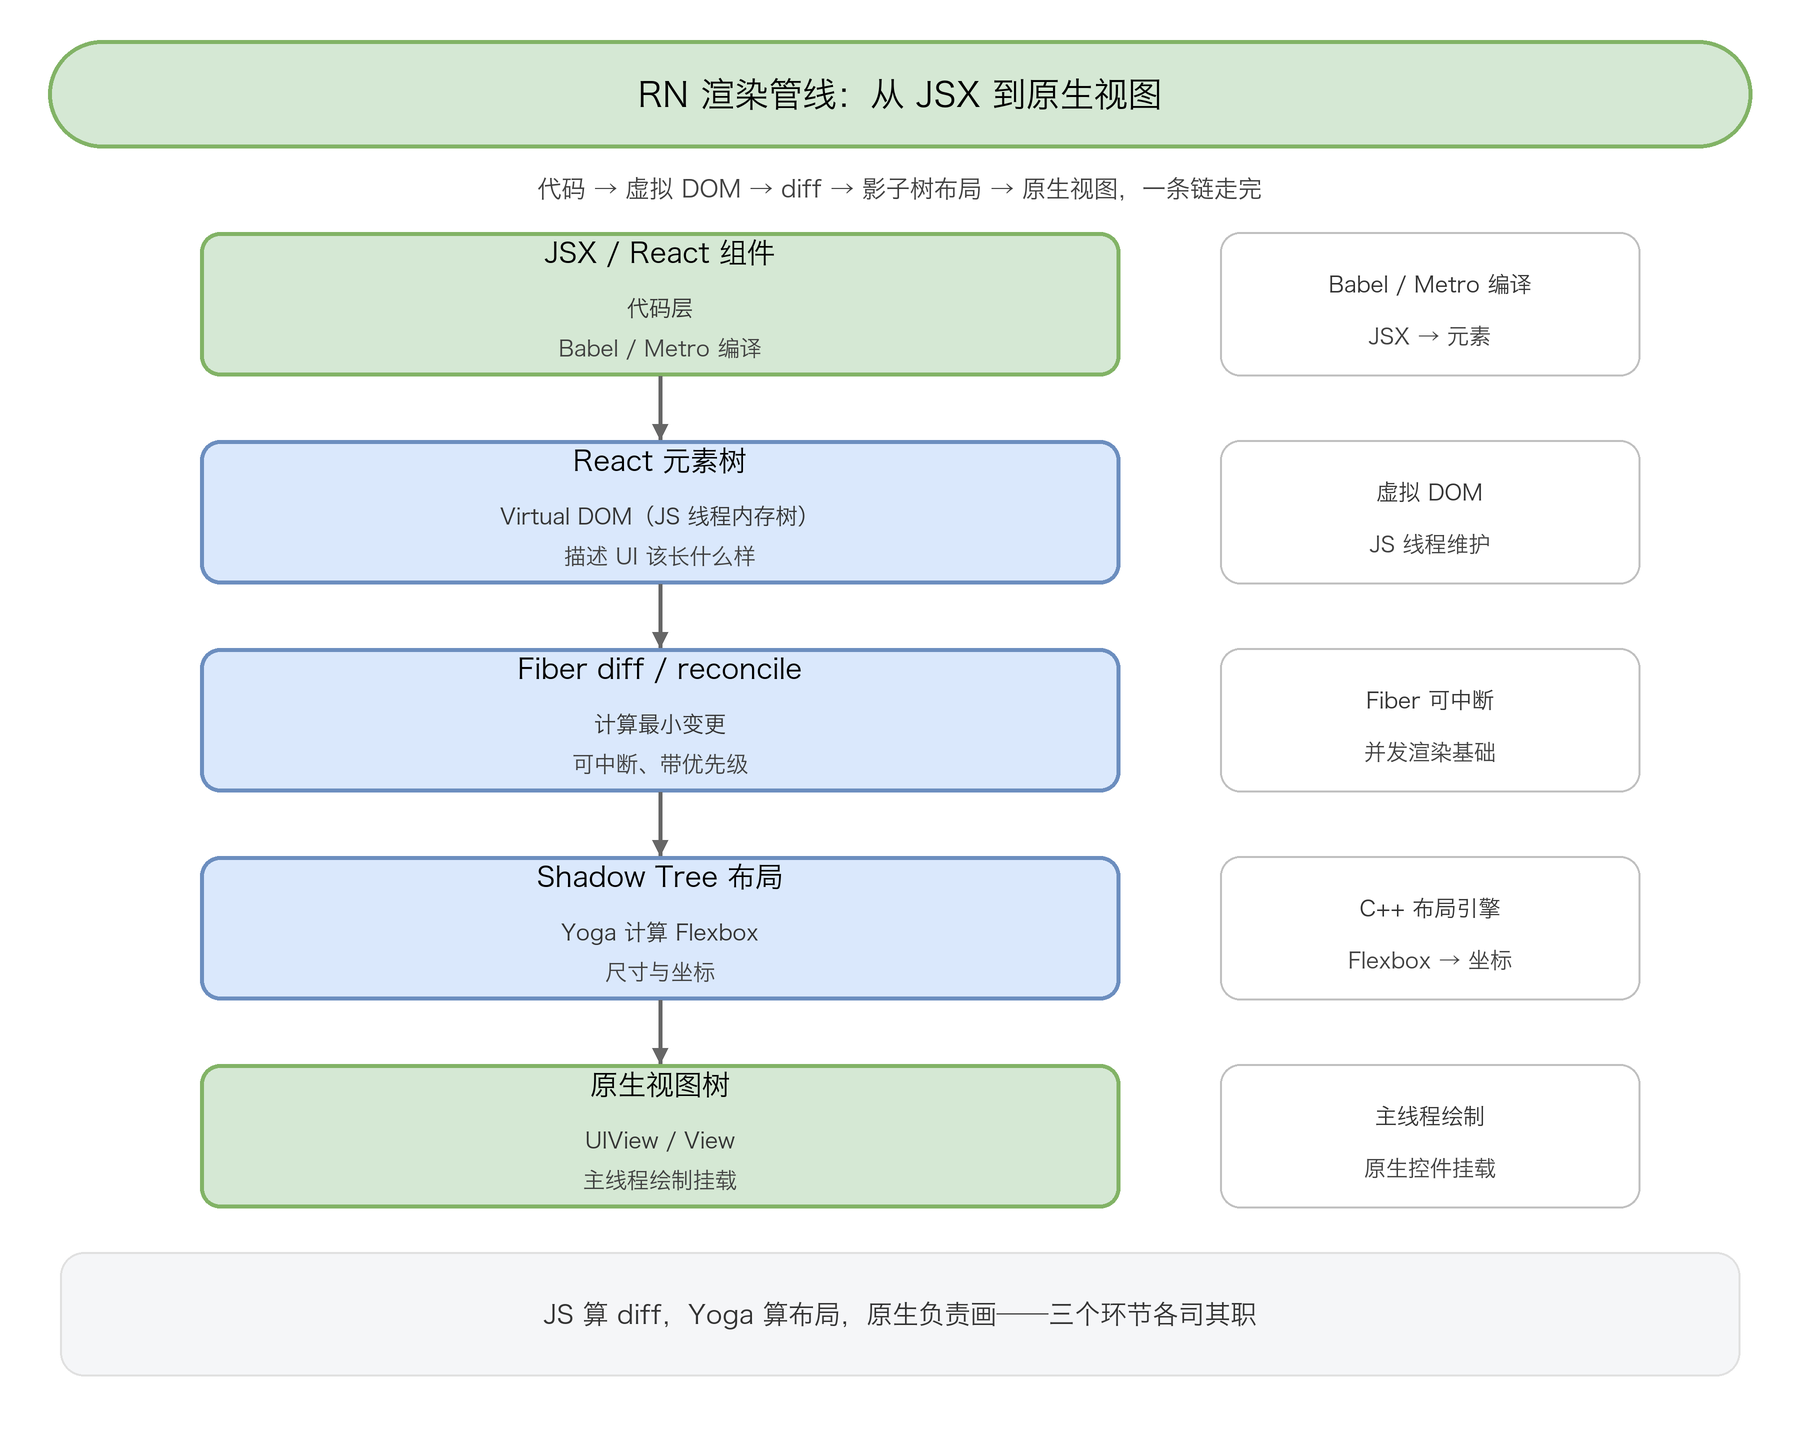 RN 渲染管线：从 JSX 到原生视图
代码 → 虚拟 DOM → diff → 影子树布局 → 原生视图，一条链走完
JSX / React 组件
代码层
Babel / Metro 编译
Babel / Metro 编译
JSX → 元素
React 元素树
Virtual DOM（JS 线程内存树）
描述 UI 该长什么样
虚拟 DOM
JS 线程维护
Fiber diff / reconcile
计算最小变更
可中断、带优先级
Fiber 可中断
并发渲染基础
Shadow Tree 布局
Yoga 计算 Flexbox
尺寸与坐标
C++ 布局引擎
Flexbox → 坐标
原生视图树
UIView / View
主线程绘制挂载
主线程绘制
原生控件挂载
JS 算 diff，Yoga 算布局，原生负责画——三个环节各司其职